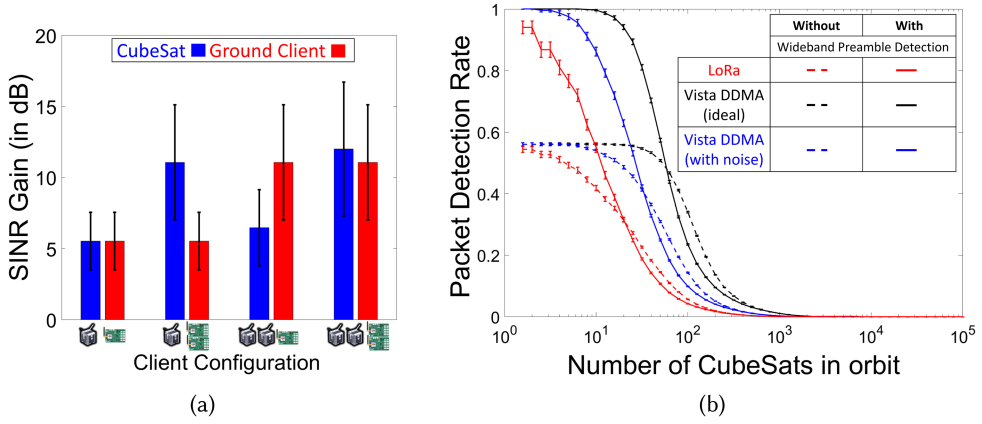 20
15
10
5
0
SINR Gain (in dB)
CubeSat Ground Client
Client Configuration
(a)
1
0.8
0.6
0.4
0.2
0
Packet Detection Rate
Without With
Wideband Preamble Detection
LoRa
Vista DDMA
(ideal)
Vista DDMA
(with noise)
10^0 10^1 10^2 10^3 10^4 10^5
Number of CubeSats in orbit
(b)